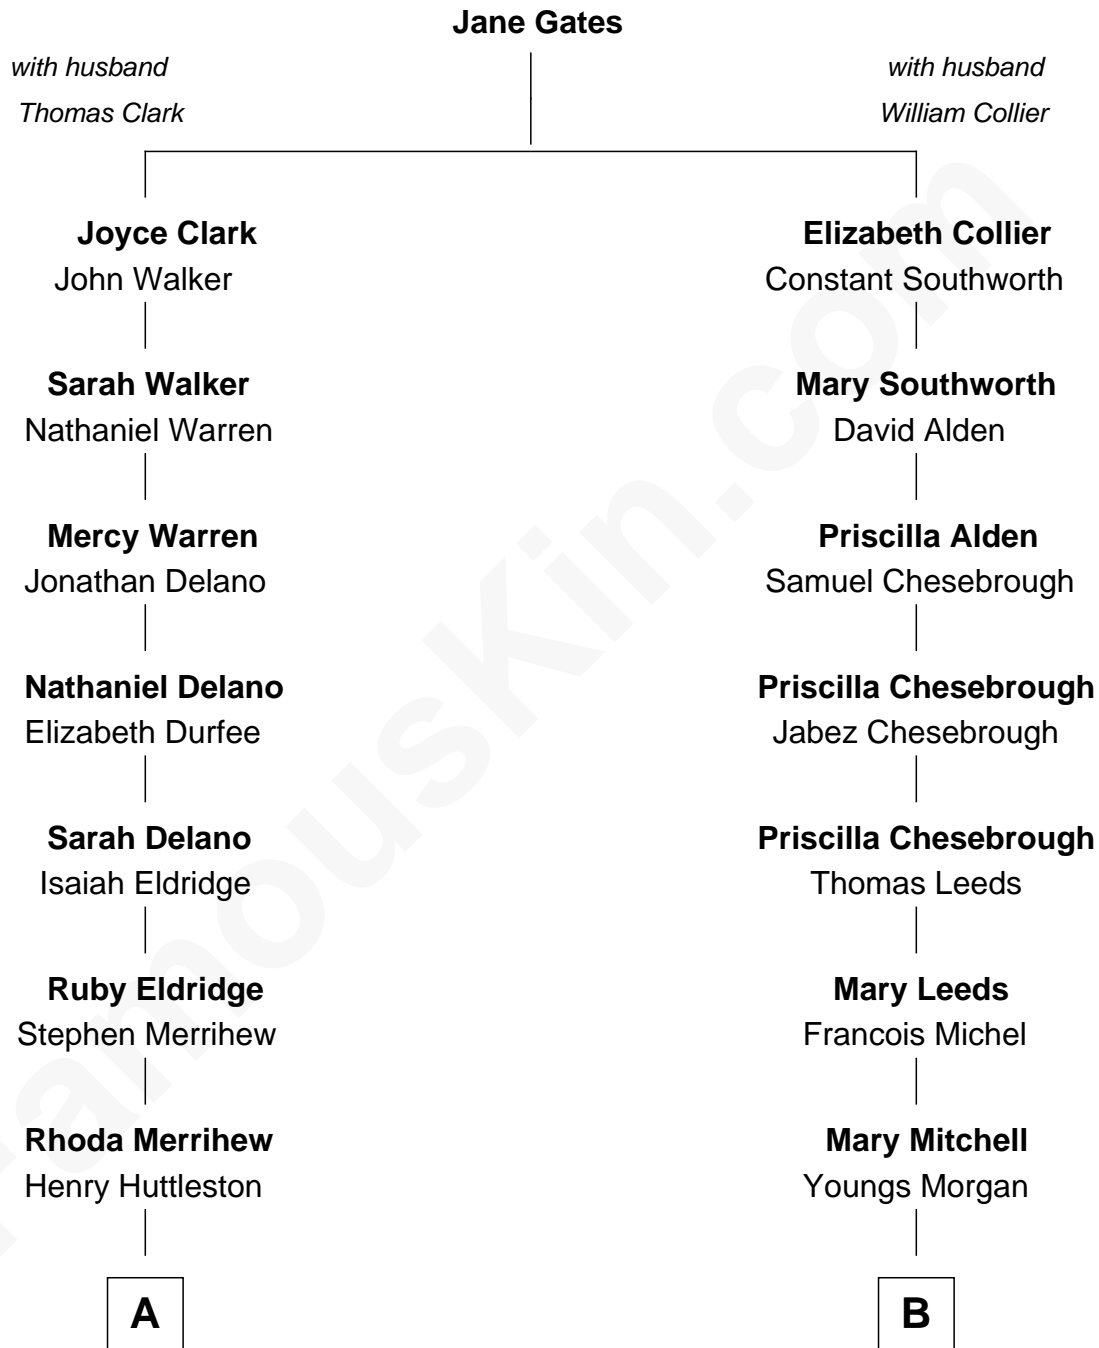 Jane Gates
with husband
Thomas Clark
with husband
William Collier
Joyce Clark
John Walker
Elizabeth Collier
Constant Southworth
Sarah Walker
Nathaniel Warren
Mary Southworth
David Alden
Mercy Warren
Jonathan Delano
Priscilla Alden
Samuel Chesebrough
Nathaniel Delano
Elizabeth Durfee
Priscilla Chesebrough
Jabez Chesebrough
Sarah Delano
Isaiah Eldridge
Priscilla Chesebrough
Thomas Leeds
Ruby Eldridge
Stephen Merrihew
Mary Leeds
Francois Michel
Rhoda Merrihew
Henry Huttleston
Mary Mitchell
Youngs Morgan
A
B
FamousKin.com